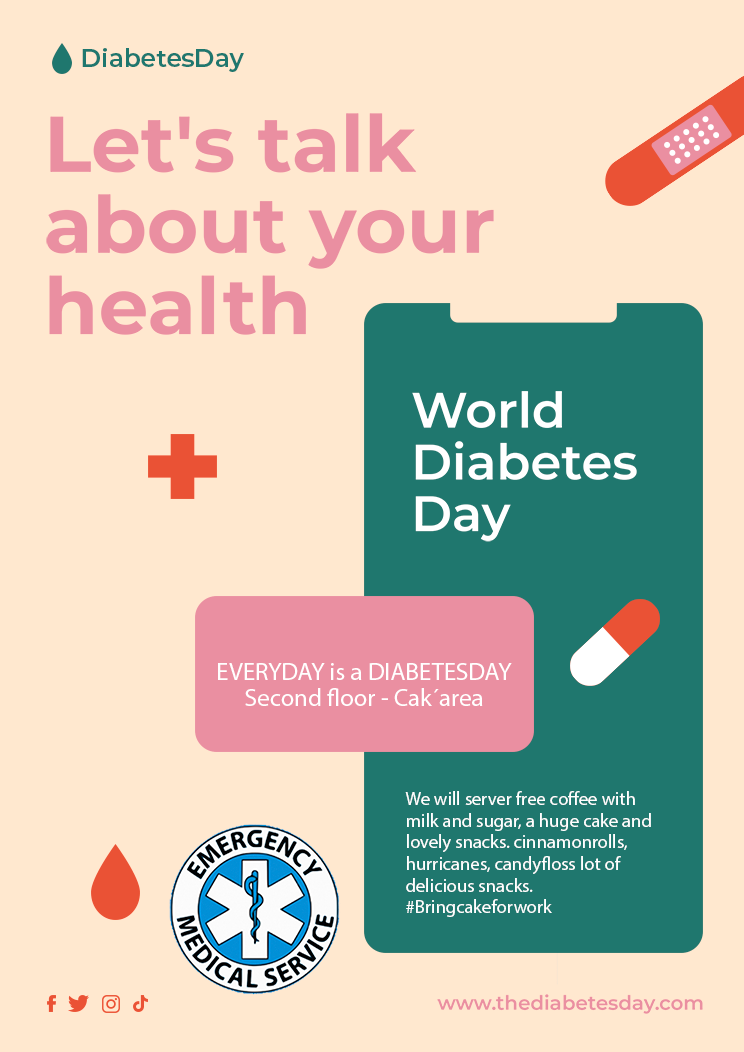 DiabetesDay
Let's talk
about your
health
World
Diabetes
Day
EVERYDAY is a DIABETESDAY
Second floor - Cak´area
We will server free coffee with
milk and sugar, a huge cake and
lovely snacks. cinnamonrolls,
hurricanes, candyfloss lot of
delicious snacks.
#Bringcakeforwork
EMERGENCY
MEDICAL SERVICE
www.thediabetesday.com